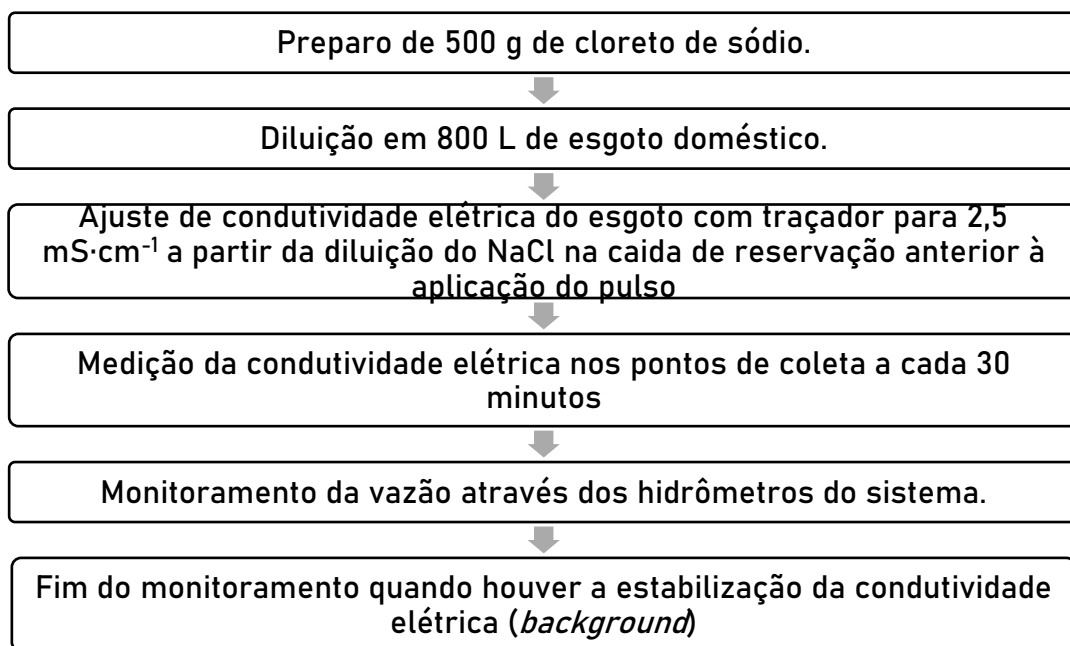 Preparo de 500 g de cloreto de sódio.
Diluição em 800 L de esgoto doméstico.
Ajuste de condutividade elétrica do esgoto com traçador para 2,5
mS·cm⁻¹ a partir da diluição do NaCl na caida de reservação anterior à
aplicação do pulso
Medição da condutividade elétrica nos pontos de coleta a cada 30
minutos
Monitoramento da vazão através dos hidrômetros do sistema.
Fim do monitoramento quando houver a estabilização da condutividade
elétrica (background)